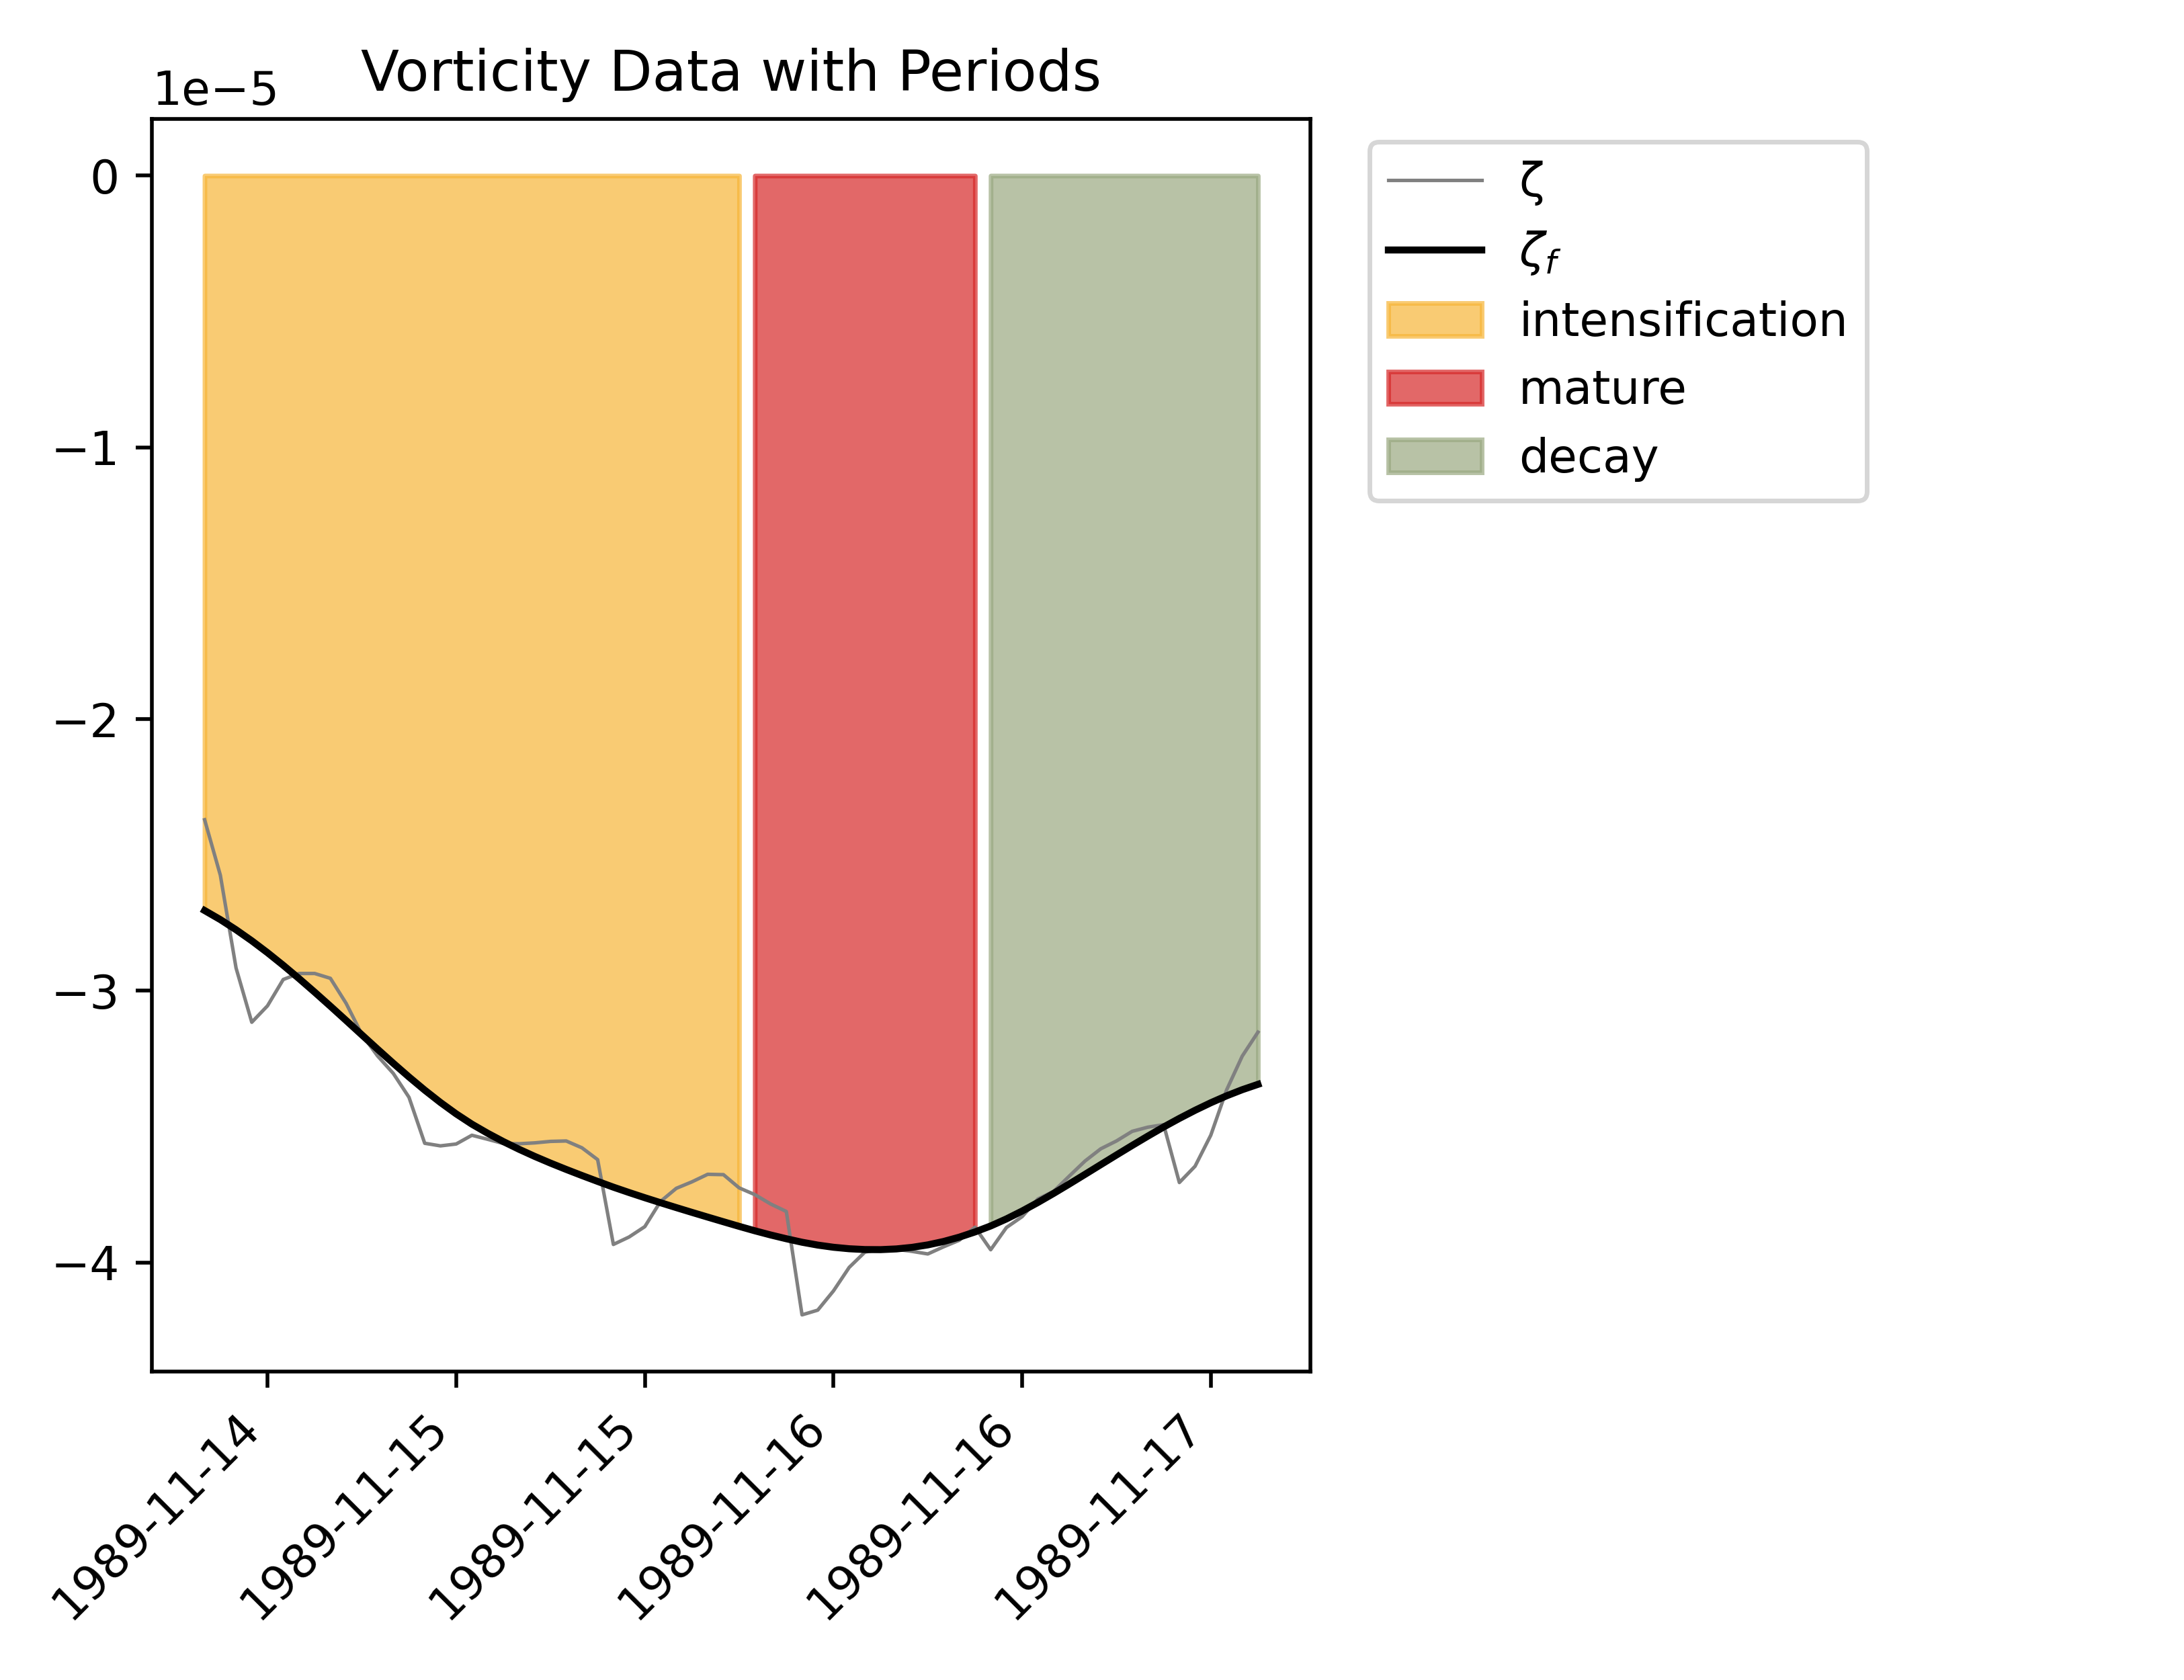 Vorticity Data with Periods
1e−5
0
−1
−2
−3
−4
1989-11-14
1989-11-15
1989-11-15
1989-11-16
1989-11-16
1989-11-17
ζ
ζf
intensification
mature
decay